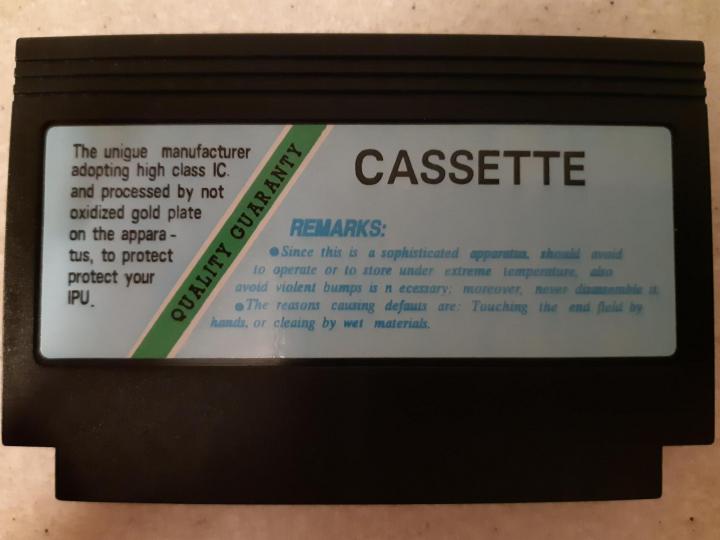 The unique manufacturer
adopting high class IC.
and processed by not
oxidized gold plate
on the appara-
tus, to protect
protect your
IPU.
QUALITY GUARANTY
CASSETTE
REMARKS:
●Since this is a sophisticated apparatus, should avoid
to operate or to store under extreme temperature, also
avoid violent bumps is n ecessary; moreover, never disassemble it.
●The reasons causing defauts are: Touching the end fluid by
hands, or cleaing by wet materials.